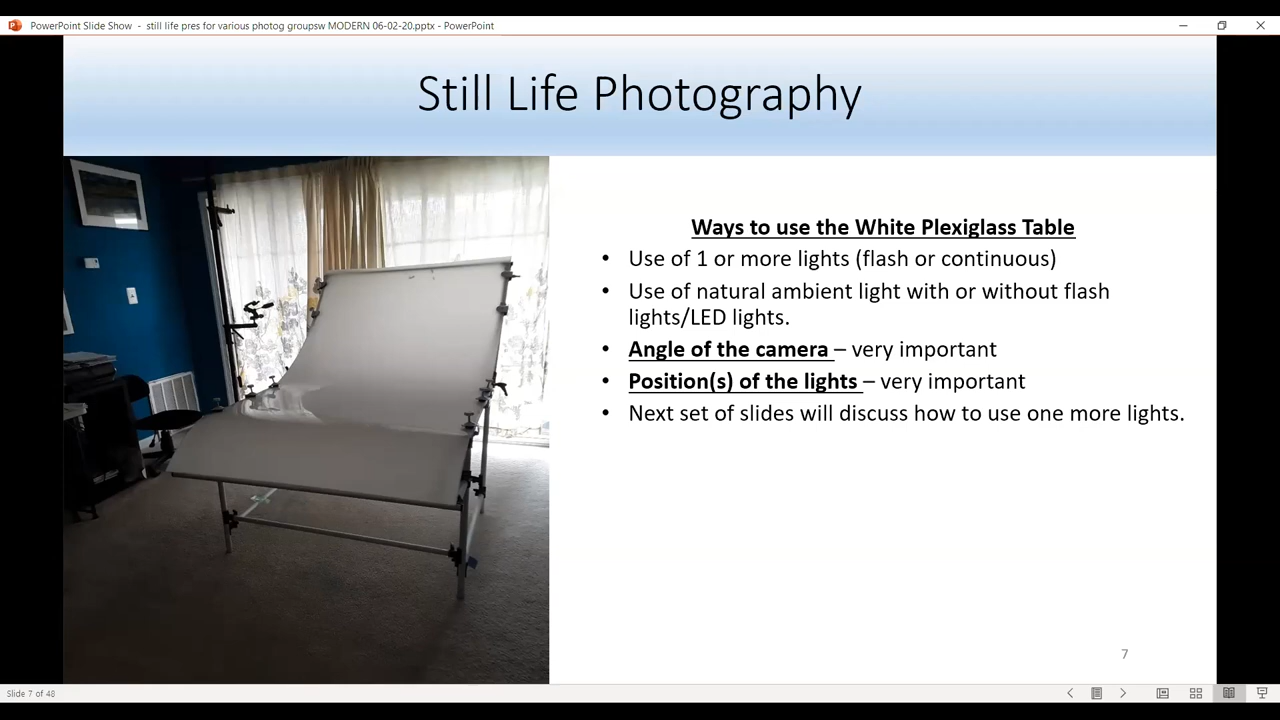 PowerPoint Slide Show - still life pres for various photog groupsw MODERN 06-02-20.pptx - PowerPoint
Still Life Photography
Ways to use the White Plexiglass Table
• Use of 1 or more lights (flash or continuous)
• Use of natural ambient light with or without flash
lights/LED lights.
• Angle of the camera – very important
• Position(s) of the lights – very important
• Next set of slides will discuss how to use one more lights.
7
Slide 7 of 48